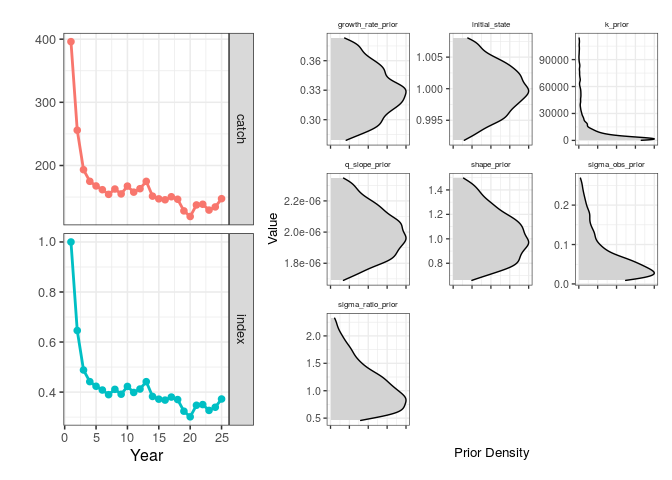 growth_rate_prior
initial_state
k_prior
400
300
200
catch
0.36
0.33
0.30
1.005
1.000
0.995
90000
60000
30000
0
q_slope_prior
shape_prior
sigma_obs_prior
2.2e-06
2.0e-06
1.8e-06
1.4
1.2
1.0
0.8
0.2
0.1
0.0
1.0
0.8
0.6
0.4
index
Value
sigma_ratio_prior
2.0
1.5
1.0
0.5
0 5 10 15 20 25
Year
Prior Density